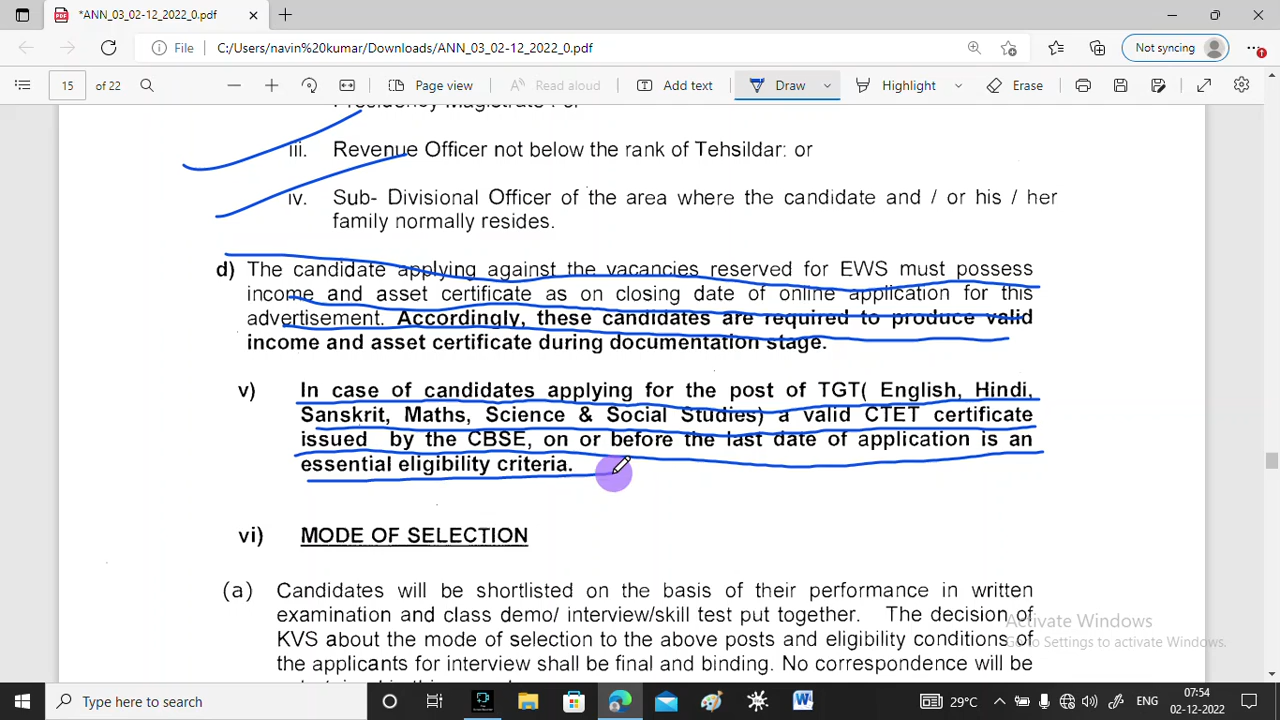 *ANN_03_02-12_2022_0.pdf
File
C:/Users/navin%20kumar/Downloads/ANN_03_02-12_2022_0.pdf
Not syncing
15 of 22
Page view
Read aloud
Add text
Draw
Highlight
Erase
iii. Revenue Officer not below the rank of Tehsildar: or
iv. Sub- Divisional Officer of the area where the candidate and / or his / her
family normally resides.
d) The candidate applying against the vacancies reserved for EWS must possess
income and asset certificate as on closing date of online application for this
advertisement. Accordingly, these candidates are required to produce valid
income and asset certificate during documentation stage.
v) In case of candidates applying for the post of TGT( English, Hindi,
Sanskrit, Maths, Science & Social Studies) a valid CTET certificate
issued by the CBSE, on or before the last date of application is an
essential eligibility criteria.
vi) MODE OF SELECTION
(a) Candidates will be shortlisted on the basis of their performance in written
examination and class demo/ interview/skill test put together. The decision of
KVS about the mode of selection to the above posts and eligibility conditions of
the applicants for interview shall be final and binding. No correspondence will be
Activate Windows
Go to Settings to activate Windows.
Type here to search
29°C
ENG
07:54
02-12-2022